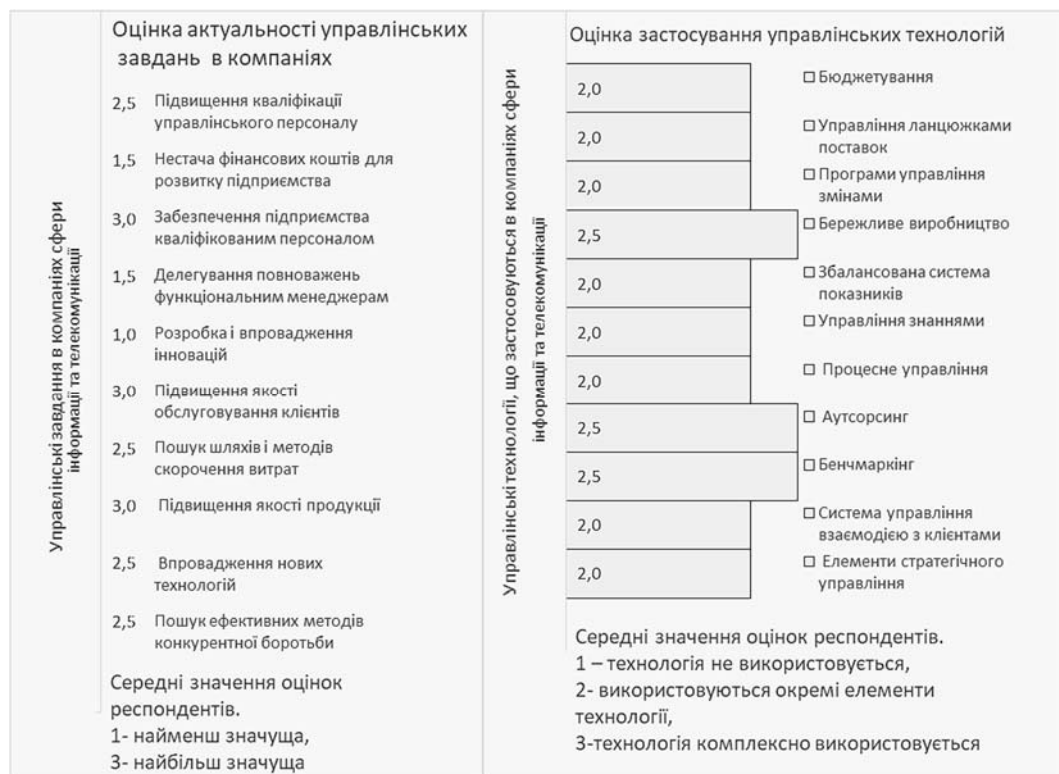 Управлінські завдання в компаніях сфери
інформації та телекомунікації
Оцінка актуальності управлінських
завдань в компаніях
2,5 Підвищення кваліфікації
управлінського персоналу
1,5 Нестача фінансових коштів для
розвитку підприємства
3,0 Забезпечення підприємства
кваліфікованим персоналом
1,5 Делегування повноважень
функціональним менеджерам
1,0 Розробка і впровадження
інновацій
3,0 Підвищення якості
обслуговування клієнтів
2,5 Пошук шляхів і методів
скорочення витрат
3,0 Підвищення якості продукції
2,5 Впровадження нових
технологій
2,5 Пошук ефективних методів
конкурентної боротьби
Середні значення оцінок
респондентів.
1- найменш значуща,
3- найбільш значуща
Управлінські технології, що застосовуються в компаніях сфери
інформації та телекомунікації
Оцінка застосування управлінських технологій
2,0 Бюджетування
2,0 Управління ланцюжками
поставок
2,0 Програми управління
змінами
2,5 Бережливе виробництво
2,0 Збалансована система
показників
2,0 Управління знаннями
2,0 Процесне управління
2,5 Аутсорсинг
2,5 Бенчмаркінг
2,0 Система управління
взаємодією з клієнтами
2,0 Елементи стратегічного
управління
Середні значення оцінок респондентів.
1 – технологія не використовується,
2- використовуються окремі елементи
технології,
3-технологія комплексно використовується